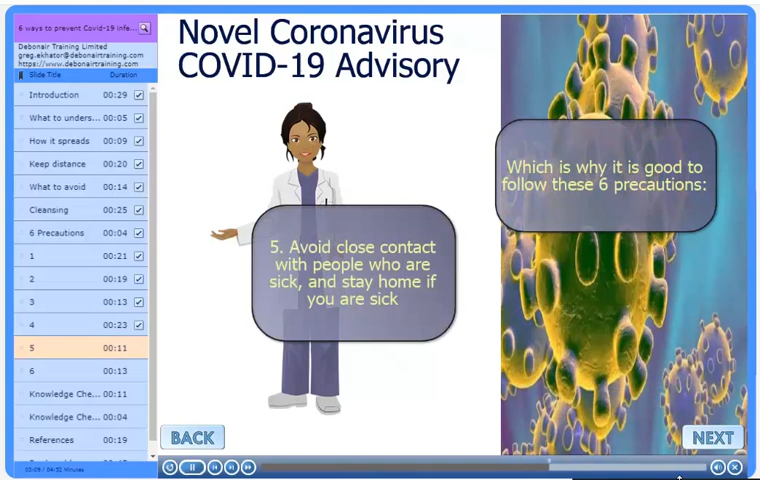 6 ways to prevent Covid-19 infe...
Debonair Training Limited
greg.ekhator@debonairtraining.com
https://www.debonairtraining.com
Slide Title Duration
Introduction 00:29
What to unders... 00:05
How it spreads 00:09
Keep distance 00:20
What to avoid 00:14
Cleansing 00:25
6 Precautions 00:04
1 00:21
2 00:19
3 00:13
4 00:23
5 00:11
6 00:13
Knowledge Che... 00:11
Knowledge Che... 00:04
References 00:19
Novel Coronavirus
COVID-19 Advisory
Which is why it is good to
follow these 6 precautions:
5. Avoid close contact
with people who are
sick, and stay home if
you are sick
BACK
NEXT